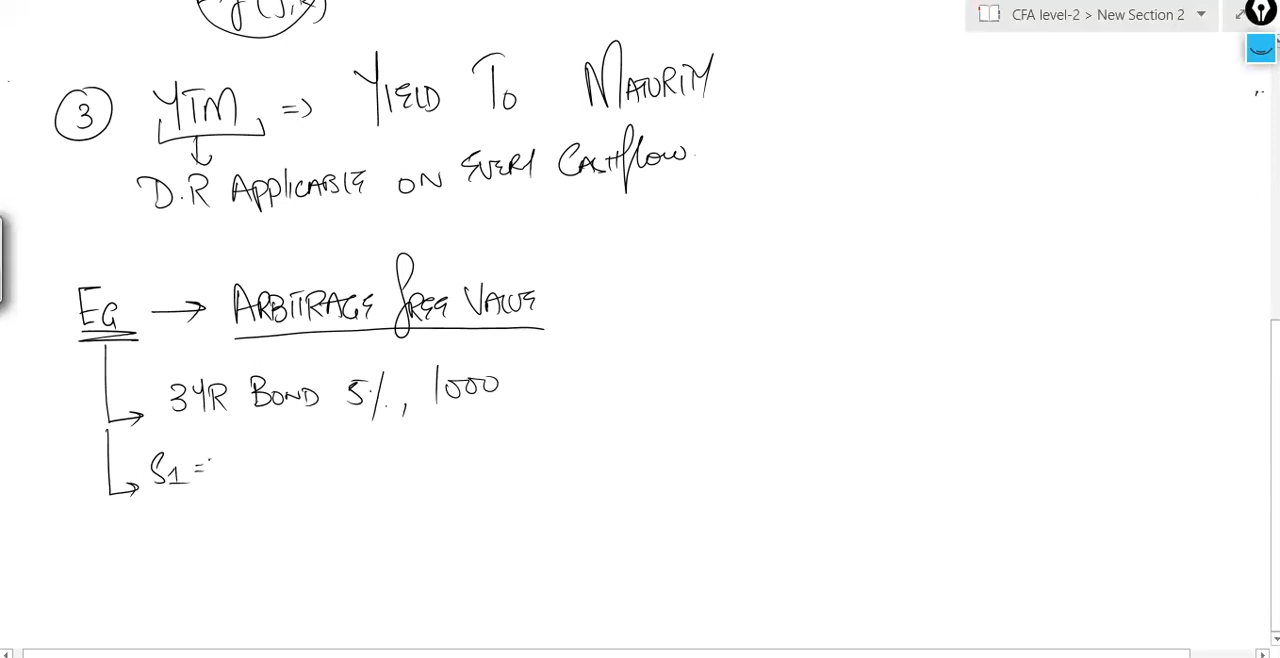 CFA level-2 > New Section 2
③ YTM => YIELD TO MATURITY
D.R APPLICABLE ON EVERY CASHFLOW.
EG → ARBITRAGE FREE VALUE
3YR BOND 5%, 1000
S1 =